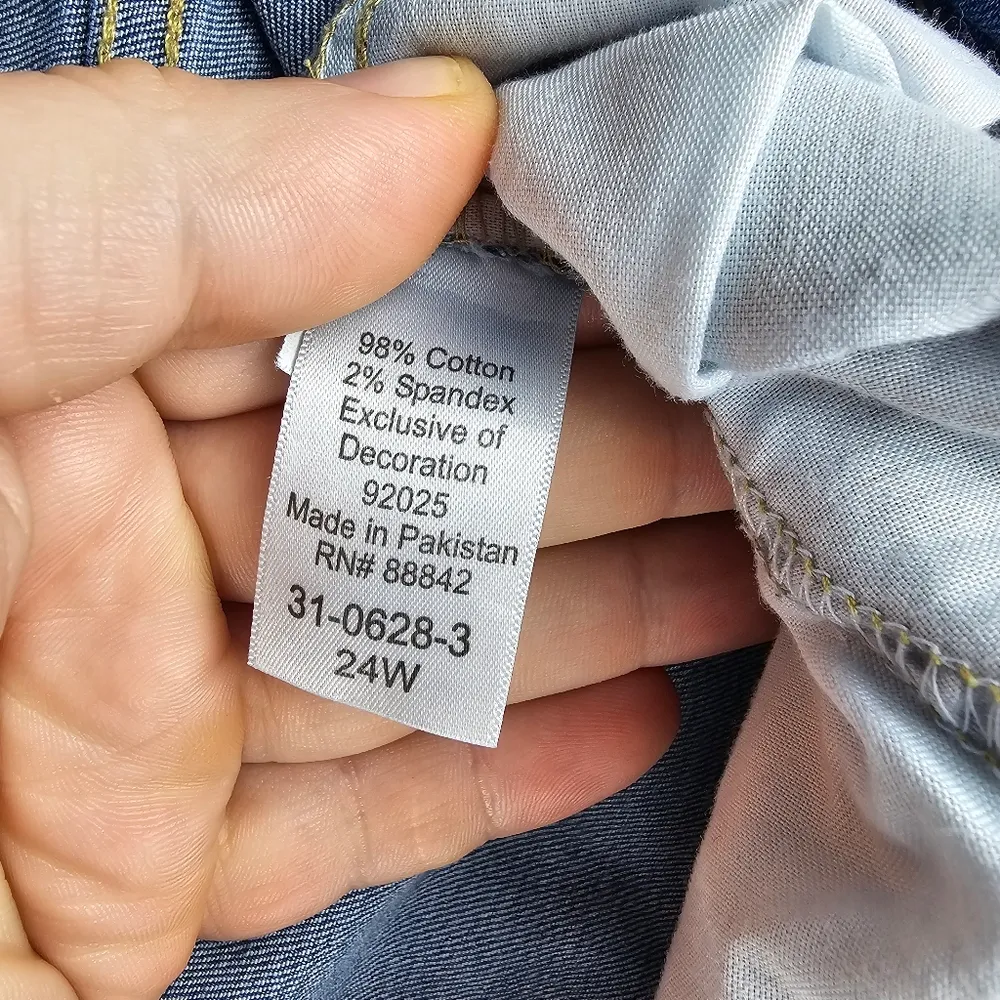 98% Cotton
2% Spandex
Exclusive of
Decoration
92025
Made in Pakistan
RN# 88842
31-0628-3
24W